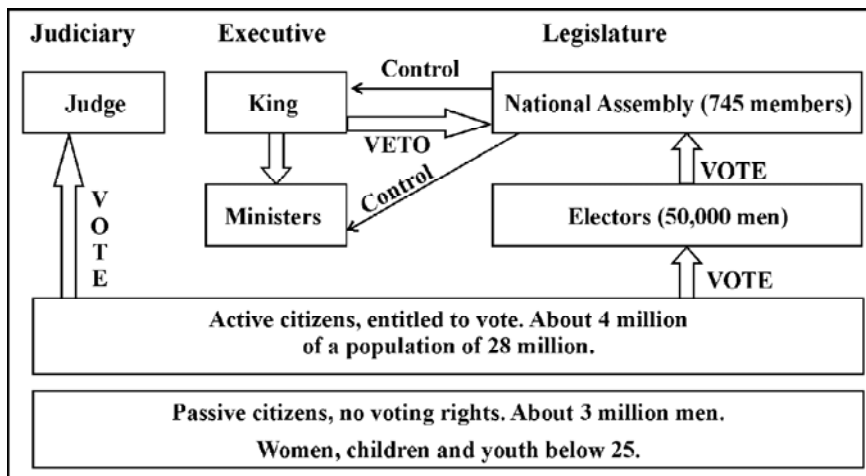 Judiciary
Executive
Legislature
Judge
King
Control
National Assembly (745 members)
VETO
VOTE
Ministers
Control
Electors (50,000 men)
VOTE
VOTE
Active citizens, entitled to vote. About 4 million
of a population of 28 million.
Passive citizens, no voting rights. About 3 million men.
Women, children and youth below 25.